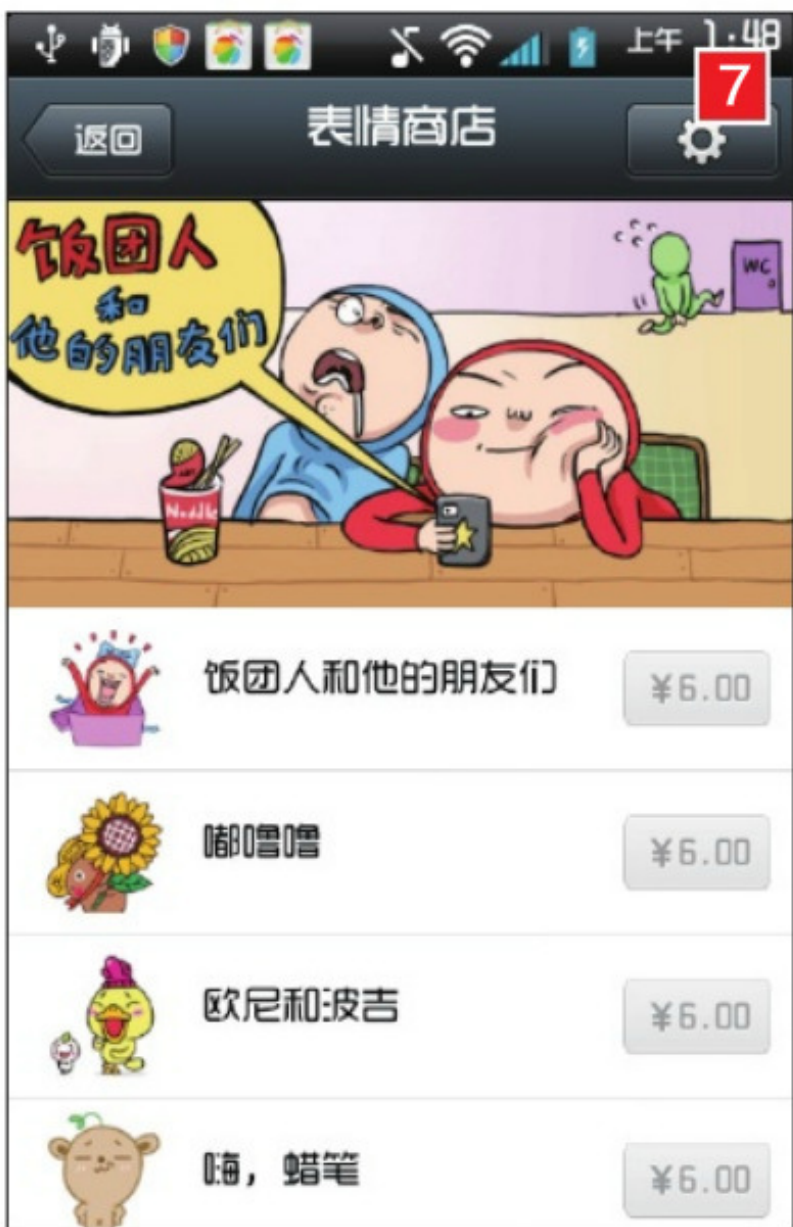 上午 1:48
7
返回
表情商店
饭团人
和
他的朋友们
WC
Noddle
饭团人和他的朋友们
¥6.00
嘟噜噜
¥6.00
欧尼和波吉
¥6.00
嗨，蜡笔
¥6.00